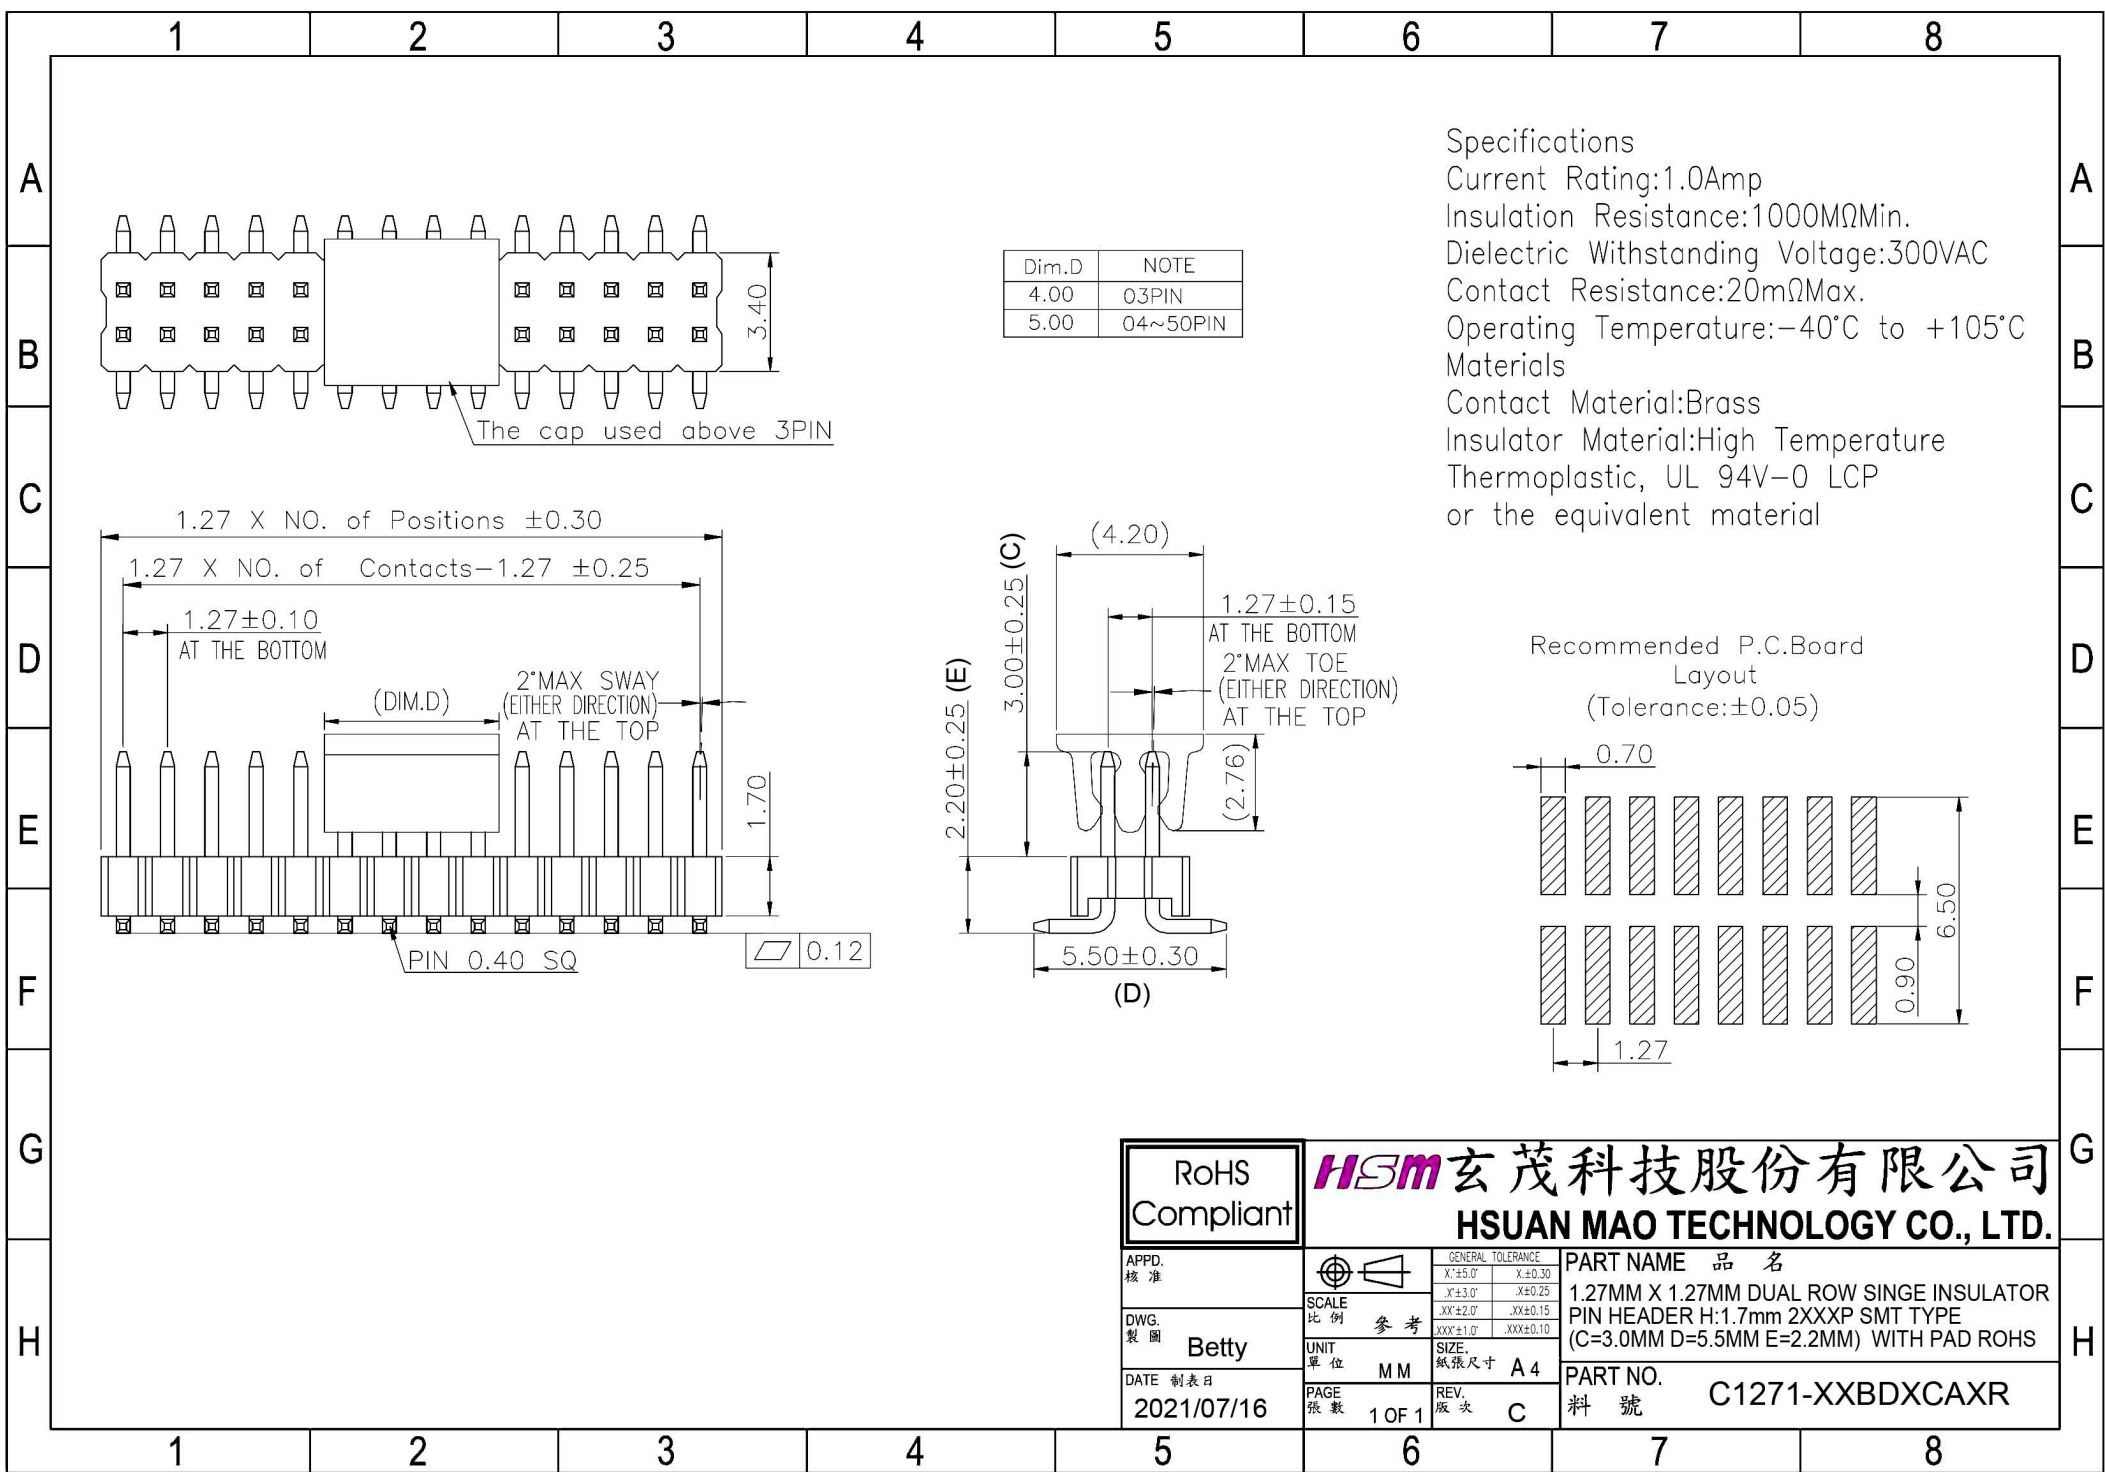 1 2 3 4 5 6 7 8
A
B
C
D
E
F
G
H
A
B
C
D
E
F
G
H
3.40
The cap used above 3PIN
Dim.D NOTE
4.00 03PIN
5.00 04~50PIN
Specifications
Current Rating:1.0Amp
Insulation Resistance:1000MΩMin.
Dielectric Withstanding Voltage:300VAC
Contact Resistance:20mΩMax.
Operating Temperature:-40°C to +105°C
Materials
Contact Material:Brass
Insulator Material:High Temperature
Thermoplastic, UL 94V-0 LCP
or the equivalent material
1.27 X NO. of Positions ±0.30
1.27 X NO. of Contacts-1.27 ±0.25
1.27±0.10
AT THE BOTTOM
(DIM.D)
2°MAX SWAY
(EITHER DIRECTION)
AT THE TOP
1.70
PIN 0.40 SQ
0.12
2.20±0.25 (E)
3.00±0.25 (C)
(4.20)
1.27±0.15
AT THE BOTTOM
2°MAX TOE
(EITHER DIRECTION)
AT THE TOP
(2.76)
5.50±0.30
(D)
Recommended P.C.Board
Layout
(Tolerance:±0.05)
0.70
6.50
0.90
1.27
RoHS
Compliant
HSM玄茂科技股份有限公司
HSUAN MAO TECHNOLOGY CO., LTD.
APPD.
核 准
DWG.
製 圖 Betty
DATE 制表日
2021/07/16
SCALE
比 例 參 考
UNIT
單 位 MM
PAGE
張 數 1 OF 1
GENERAL TOLERANCE
X.°±5.0° X.±0.30
.X°±3.0° .X±0.25
.XX°±2.0° .XX±0.15
.XXX°±1.0° .XXX±0.10
SIZE.
紙張尺寸 A4
REV.
版 次 C
PART NAME 品 名
1.27MM X 1.27MM DUAL ROW SINGE INSULATOR
PIN HEADER H:1.7mm 2XXXP SMT TYPE
(C=3.0MM D=5.5MM E=2.2MM) WITH PAD ROHS
PART NO.
料 號 C1271-XXBDXCAXR
1 2 3 4 5 6 7 8